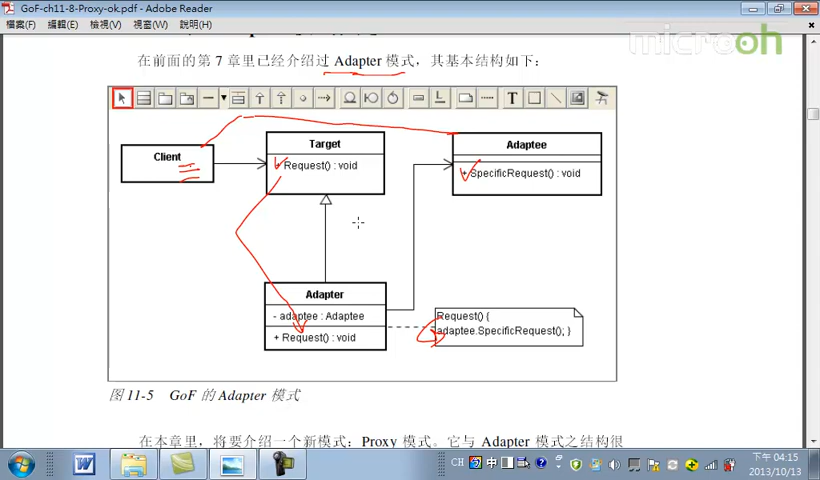 GoF-ch11-8-Proxy-ok.pdf - Adobe Reader
檔案(F) 編輯(E) 檢視(V) 視窗(W) 說明(H)
microoh
在前面的第 7 章里已经介绍过 Adapter 模式，其基本结构如下：
T
Client
Target
+ Request() : void
Adaptee
+ SpecificRequest() : void
Adapter
- adaptee : Adaptee
+ Request() : void
Request() {
adaptee.SpecificRequest(); }
图 11-5 GoF 的 Adapter 模式
在本章里，将要介绍一个新模式：Proxy 模式。它与 Adapter 模式之结构很
W
CH 中
下午 04:15
2013/10/13